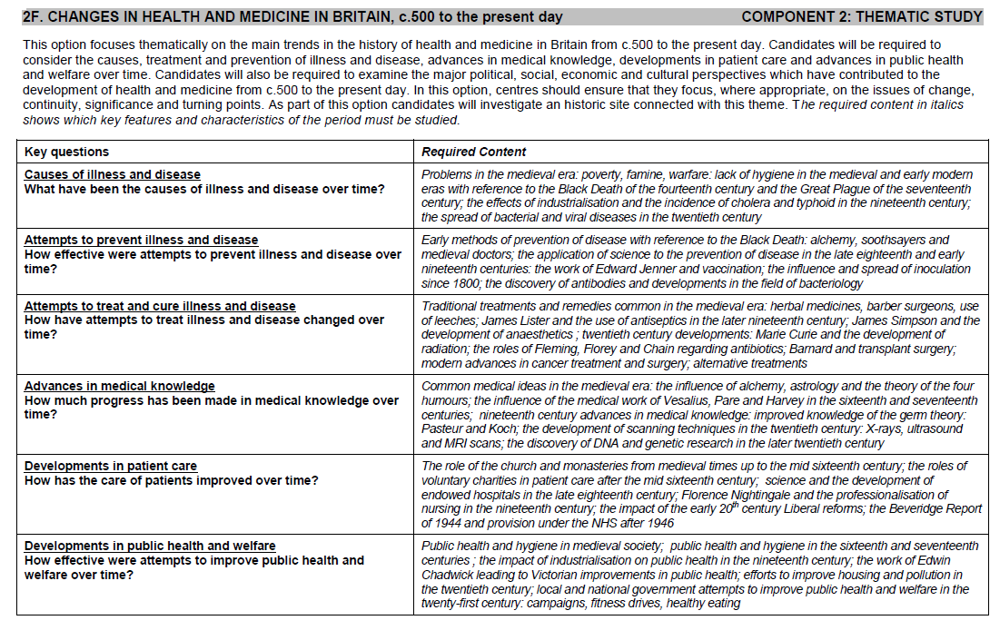 2F. CHANGES IN HEALTH AND MEDICINE IN BRITAIN, c.500 to the present day COMPONENT 2: THEMATIC STUDY
This option focuses thematically on the main trends in the history of health and medicine in Britain from c.500 to the present day. Candidates will be required to
consider the causes, treatment and prevention of illness and disease, advances in medical knowledge, developments in patient care and advances in public health
and welfare over time. Candidates will also be required to examine the major political, social, economic and cultural perspectives which have contributed to the
development of health and medicine from c.500 to the present day. In this option, centres should ensure that they focus, where appropriate, on the issues of change,
continuity, significance and turning points. As part of this option candidates will investigate an historic site connected with this theme. The required content in italics
shows which key features and characteristics of the period must be studied.
Key questions
Required Content
Causes of illness and disease
What have been the causes of illness and disease over time?
Problems in the medieval era: poverty, famine, warfare: lack of hygiene in the medieval and early modern
eras with reference to the Black Death of the fourteenth century and the Great Plague of the seventeenth
century; the effects of industrialisation and the incidence of cholera and typhoid in the nineteenth century;
the spread of bacterial and viral diseases in the twentieth century
Attempts to prevent illness and disease
How effective were attempts to prevent illness and disease over
time?
Early methods of prevention of disease with reference to the Black Death: alchemy, soothsayers and
medieval doctors; the application of science to the prevention of disease in the late eighteenth and early
nineteenth centuries: the work of Edward Jenner and vaccination; the influence and spread of inoculation
since 1800; the discovery of antibodies and developments in the field of bacteriology
Attempts to treat and cure illness and disease
How have attempts to treat illness and disease changed over
time?
Traditional treatments and remedies common in the medieval era: herbal medicines, barber surgeons, use
of leeches; James Lister and the use of antiseptics in the later nineteenth century; James Simpson and the
development of anaesthetics ; twentieth century developments: Marie Curie and the development of
radiation; the roles of Fleming, Florey and Chain regarding antibiotics; Barnard and transplant surgery;
modern advances in cancer treatment and surgery; alternative treatments
Advances in medical knowledge
How much progress has been made in medical knowledge over
time?
Common medical ideas in the medieval era: the influence of alchemy, astrology and the theory of the four
humours; the influence of the medical work of Vesalius, Pare and Harvey in the sixteenth and seventeenth
centuries; nineteenth century advances in medical knowledge: improved knowledge of the germ theory:
Pasteur and Koch; the development of scanning techniques in the twentieth century: X-rays, ultrasound
and MRI scans; the discovery of DNA and genetic research in the later twentieth century
Developments in patient care
How has the care of patients improved over time?
The role of the church and monasteries from medieval times up to the mid sixteenth century; the roles of
voluntary charities in patient care after the mid sixteenth century; science and the development of
endowed hospitals in the late eighteenth century; Florence Nightingale and the professionalisation of
nursing in the nineteenth century; the impact of the early 20th century Liberal reforms; the Beveridge Report
of 1944 and provision under the NHS after 1946
Developments in public health and welfare
How effective were attempts to improve public health and
welfare over time?
Public health and hygiene in medieval society; public health and hygiene in the sixteenth and seventeenth
centuries ; the impact of industrialisation on public health in the nineteenth century; the work of Edwin
Chadwick leading to Victorian improvements in public health; efforts to improve housing and pollution in
the twentieth century; local and national government attempts to improve public health and welfare in the
twenty-first century: campaigns, fitness drives, healthy eating